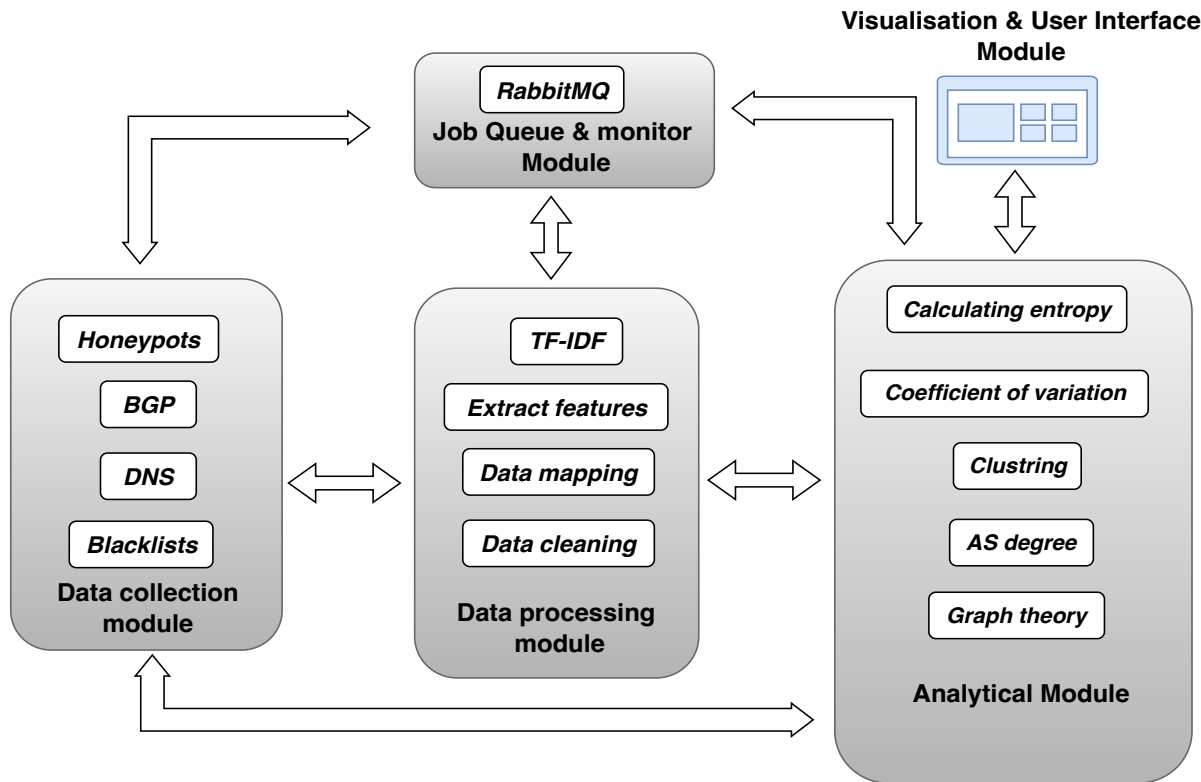 Visualisation & User Interface
Module
RabbitMQ
Job Queue & monitor
Module
Honeypots
BGP
DNS
Blacklists
Data collection
module
TF-IDF
Extract features
Data mapping
Data cleaning
Data processing
module
Calculating entropy
Coefficient of variation
Clustring
AS degree
Graph theory
Analytical Module